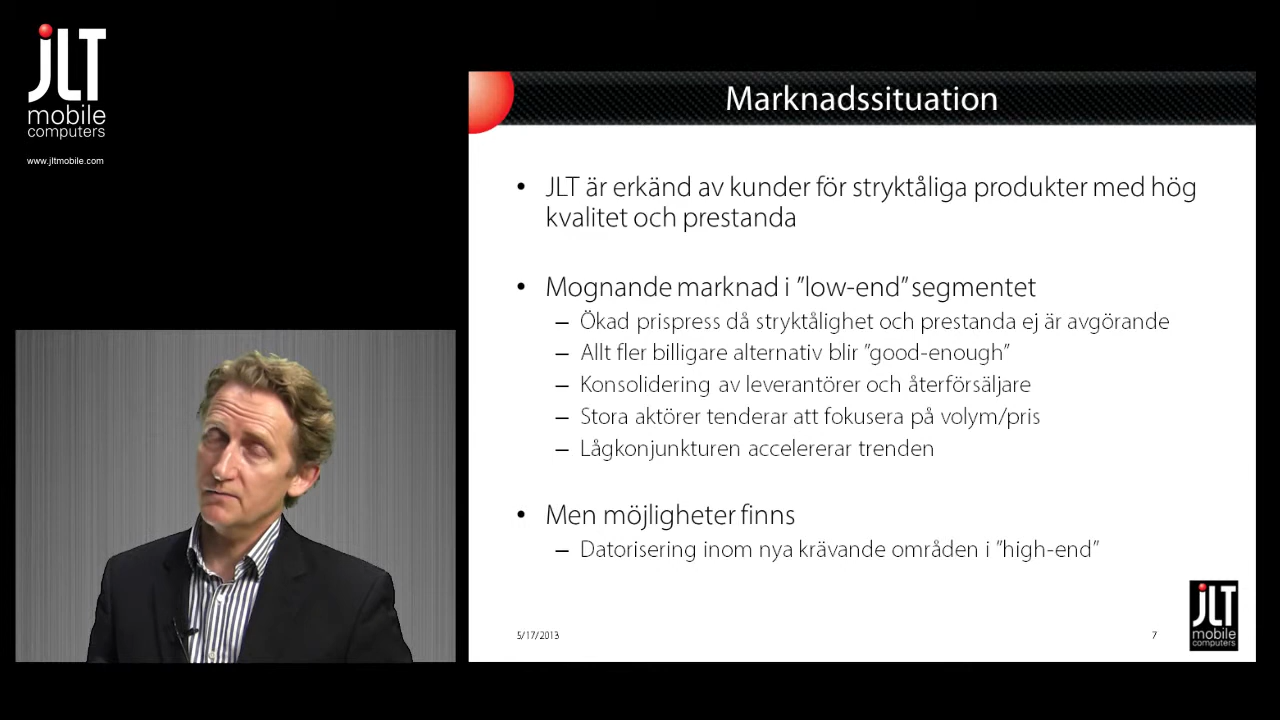 JLT
mobile
computers
www.jltmobile.com
Marknadssituation
• JLT är erkänd av kunder för stryktåliga produkter med hög
kvalitet och prestanda
• Mognande marknad i ”low-end” segmentet
– Ökad prispress då stryktålighet och prestanda ej är avgörande
– Allt fler billigare alternativ blir ”good-enough”
– Konsolidering av leverantörer och återförsäljare
– Stora aktörer tenderar att fokusera på volym/pris
– Lågkonjunkturen accelererar trenden
• Men möjligheter finns
– Datorisering inom nya krävande områden i ”high-end”
5/17/2013
7
JLT
mobile
computers